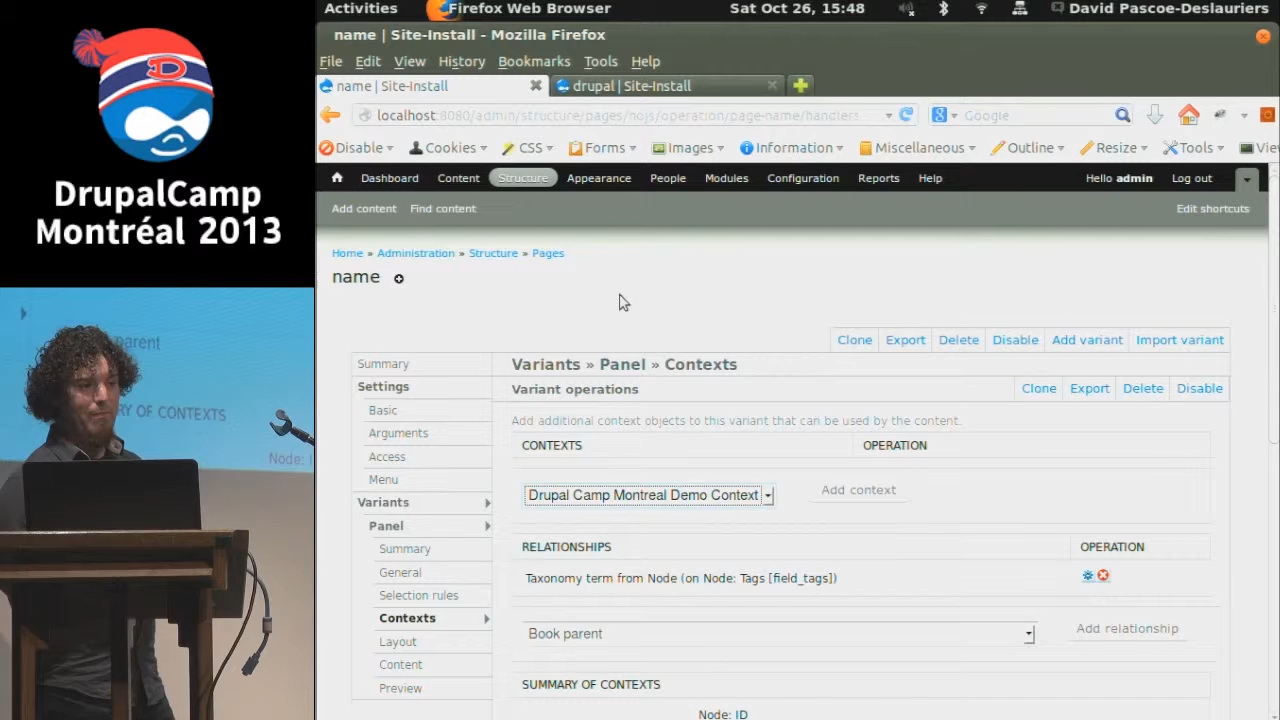 DrupalCamp
Montréal 2013
arent
RY OF CONTEXTS
Node: I
Activities
Firefox Web Browser
Sat Oct 26, 15:48
David Pascoe-Deslauriers
name | Site-Install - Mozilla Firefox
File Edit View History Bookmarks Tools Help
name | Site-Install
drupal | Site-Install
localhost:8080/admin/structure/pages/nojs/operation/page-name/handlers
Google
Disable Cookies CSS Forms Images Information Miscellaneous Outline Resize Tools Vie
Dashboard Content Structure Appearance People Modules Configuration Reports Help
Hello admin Log out
Add content Find content
Edit shortcuts
Home » Administration » Structure » Pages
name
Clone Export Delete Disable Add variant Import variant
Summary
Settings
Basic
Arguments
Access
Menu
Variants
Panel
Summary
General
Selection rules
Contexts
Layout
Content
Preview
Variants » Panel » Contexts
Variant operations
Clone Export Delete Disable
Add additional context objects to this variant that can be used by the content.
CONTEXTS OPERATION
Drupal Camp Montreal Demo Context
Add context
RELATIONSHIPS OPERATION
Taxonomy term from Node (on Node: Tags [field_tags])
Book parent
Add relationship
SUMMARY OF CONTEXTS
Node: ID